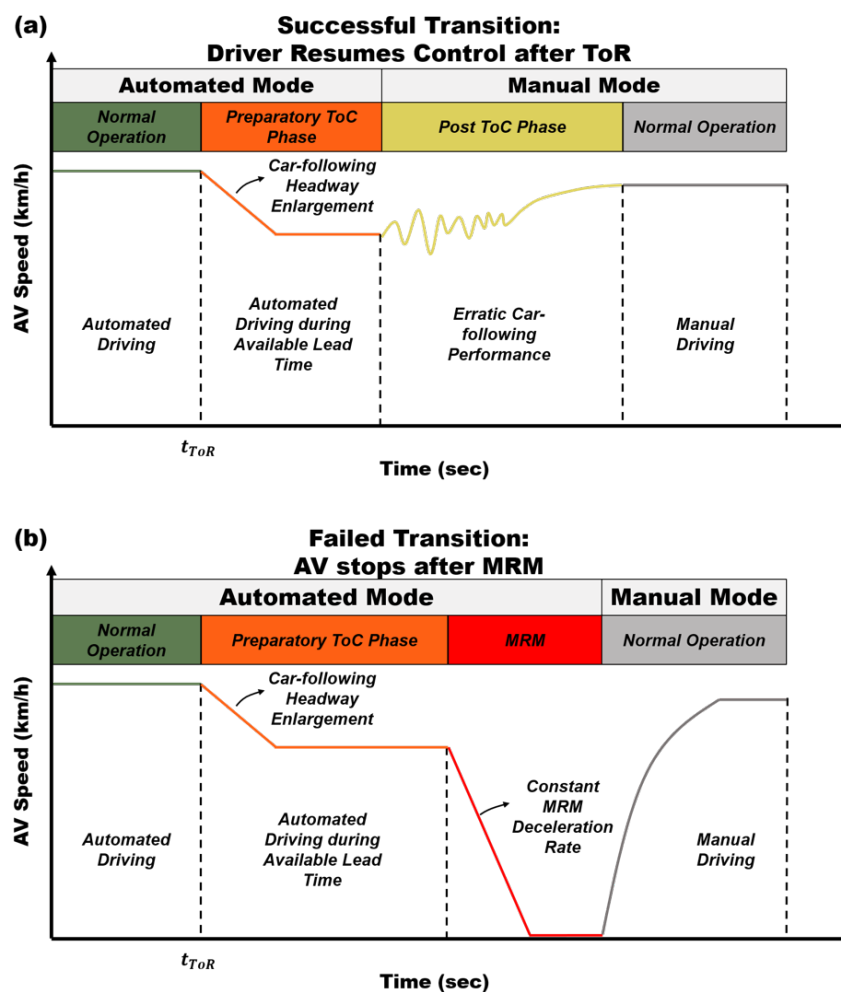 (a)
Successful Transition:
Driver Resumes Control after ToR
Automated Mode
Manual Mode
Normal
Operation
Preparatory ToC
Phase
Post ToC Phase
Normal Operation
Car-following
Headway
Enlargement
AV Speed (km/h)
Automated
Driving
Automated
Driving during
Available Lead
Time
Erratic Car-
following
Performance
Manual
Driving
t_ToR
Time (sec)
(b)
Failed Transition:
AV stops after MRM
Automated Mode
Manual Mode
Normal
Operation
Preparatory ToC Phase
MRM
Normal Operation
Car-following
Headway
Enlargement
AV Speed (km/h)
Automated
Driving
Automated
Driving during
Available Lead
Time
Constant
MRM
Deceleration
Rate
Manual
Driving
t_ToR
Time (sec)